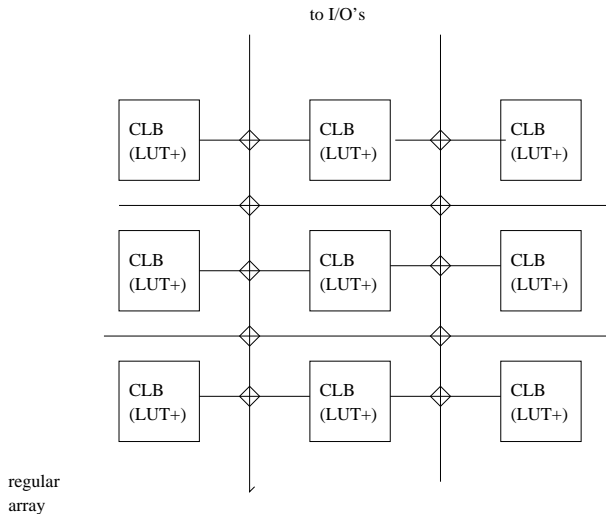 to I/O's
CLB
(LUT+)
CLB
(LUT+)
CLB
(LUT+)
CLB
(LUT+)
CLB
(LUT+)
CLB
(LUT+)
CLB
(LUT+)
CLB
(LUT+)
CLB
(LUT+)
regular
array